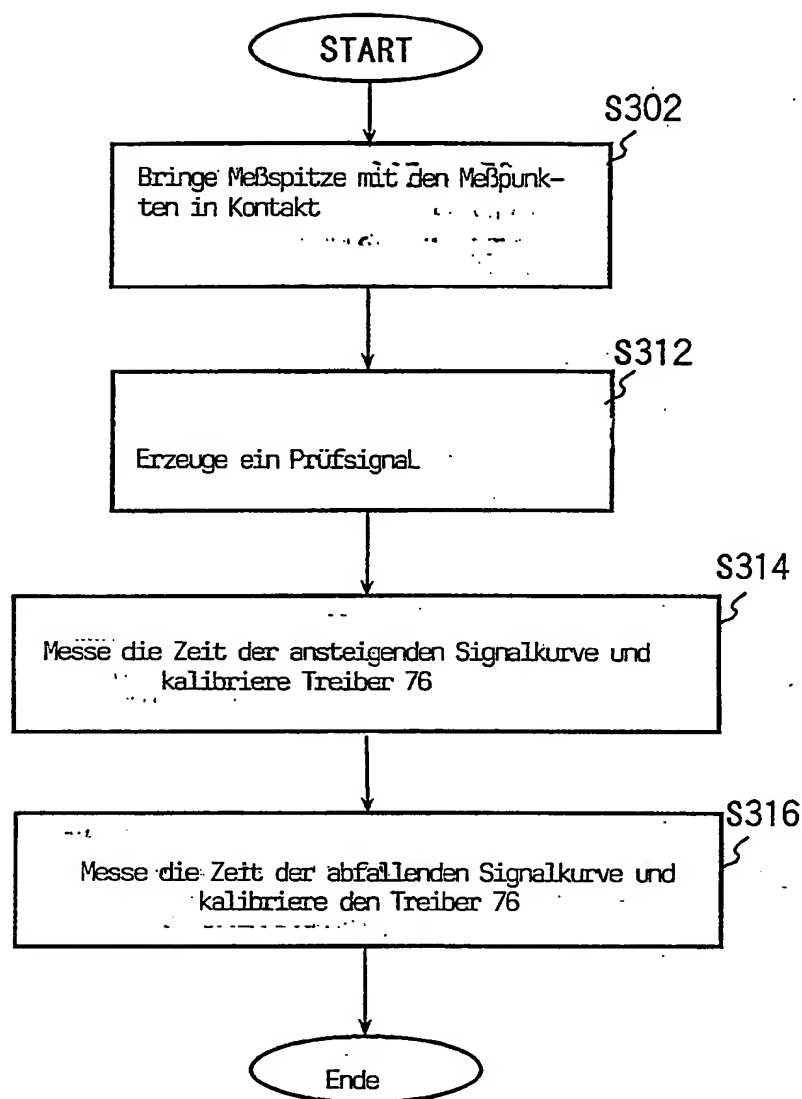 START
S302
Bringe Meßspitze mit den Meßpunk-
ten in Kontakt
S312
Erzeuge ein Prüfsignal
S314
Messe die Zeit der ansteigenden Signalkurve und
kalibriere Treiber 76
S316
Messe die Zeit der abfallenden Signalkurve und
kalibriere den Treiber 76
Ende